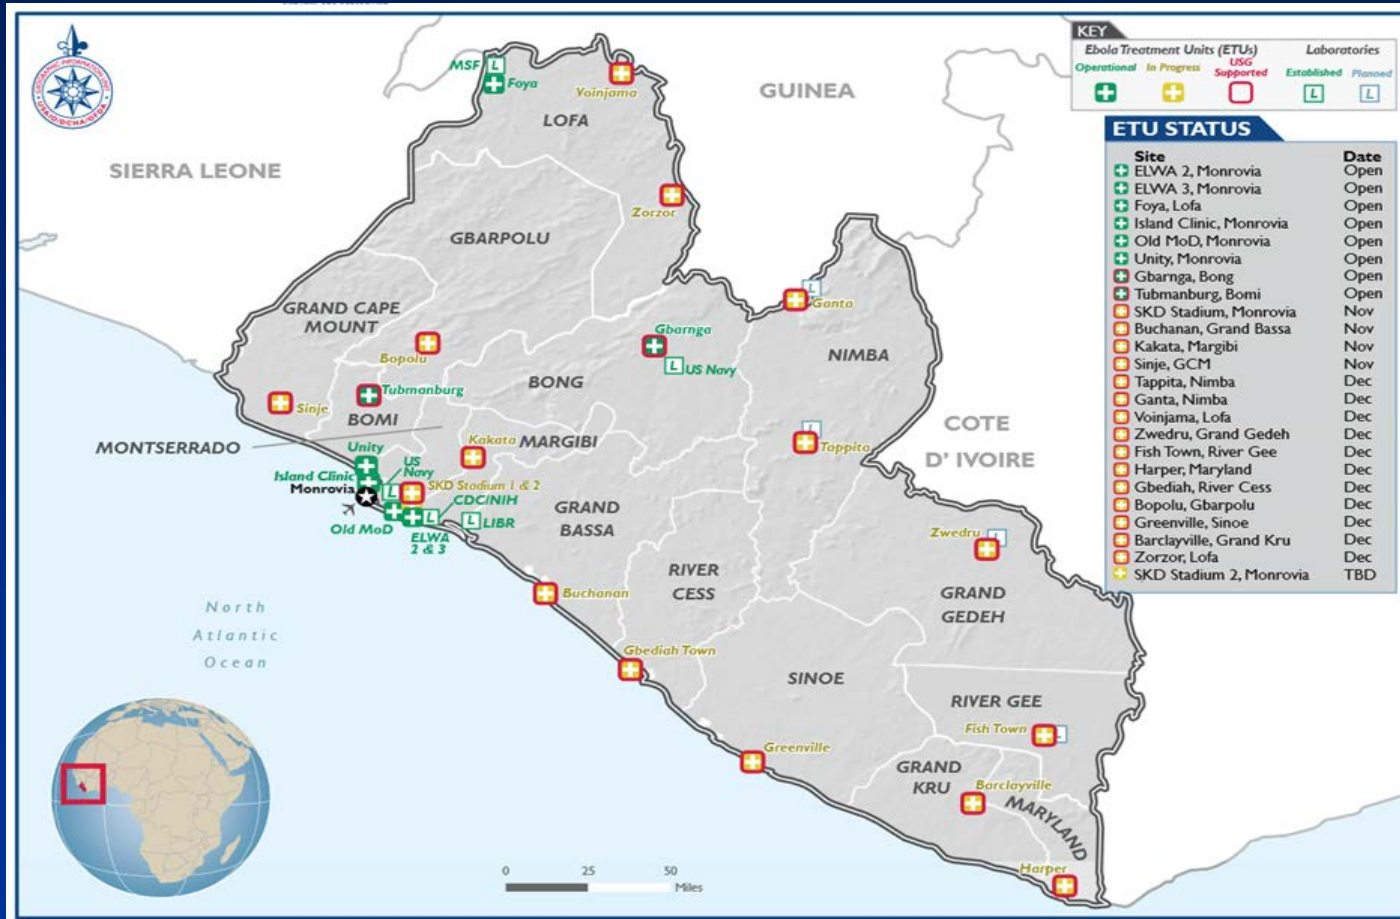 KEY
Ebola Treatment Units (ETUs)
Laboratories
Operational
In Progress
USG
Supported
Established
Planned
L
L
ETU STATUS
Site Date
ELWA 2, Monrovia Open
ELWA 3, Monrovia Open
Foya, Lofa Open
Island Clinic, Monrovia Open
Old MoD, Monrovia Open
Unity, Monrovia Open
Gbarnga, Bong Open
Tubmanburg, Bomi Open
SKD Stadium, Monrovia Nov
Buchanan, Grand Bassa Nov
Kakata, Margibi Nov
Sinje, GCM Nov
Tappita, Nimba Dec
Ganta, Nimba Dec
Voinjama, Lofa Dec
Zwedru, Grand Gedeh Dec
Fish Town, River Gee Dec
Harper, Maryland Dec
Gbediah, River Cess Dec
Bopolu, Gbarpolu Dec
Greenville, Sinoe Dec
Barclayville, Grand Kru Dec
Zorzor, Lofa Dec
SKD Stadium 2, Monrovia TBD
MSF L
Foya
Voinjama
GUINEA
LOFA
SIERRA LEONE
Zorzor
GBARPOLU
L
Ganta
GRAND CAPE
MOUNT
Gbarnga
Bopolu
NIMBA
L US Navy
BONG
Tubmanburg
Sinje
BOMI
COTE
D' IVOIRE
L
Tappita
MONTSERRADO
MARGIBI
Kakata
Unity
US
Navy
Island Clinic
Monrovia
L
SKD Stadium 1 & 2
CDC/NIH
L
L LIBR
Old MoD
ELWA
2 & 3
GRAND
BASSA
Zwedru
L
RIVER
CESS
GRAND
GEDEH
Buchanan
North
Atlantic
Ocean
Gbediah Town
SINOE
RIVER GEE
Fish Town
L
Greenville
GRAND
KRU
Barclayville
MARYLAND
Harper
0 25 50
Miles